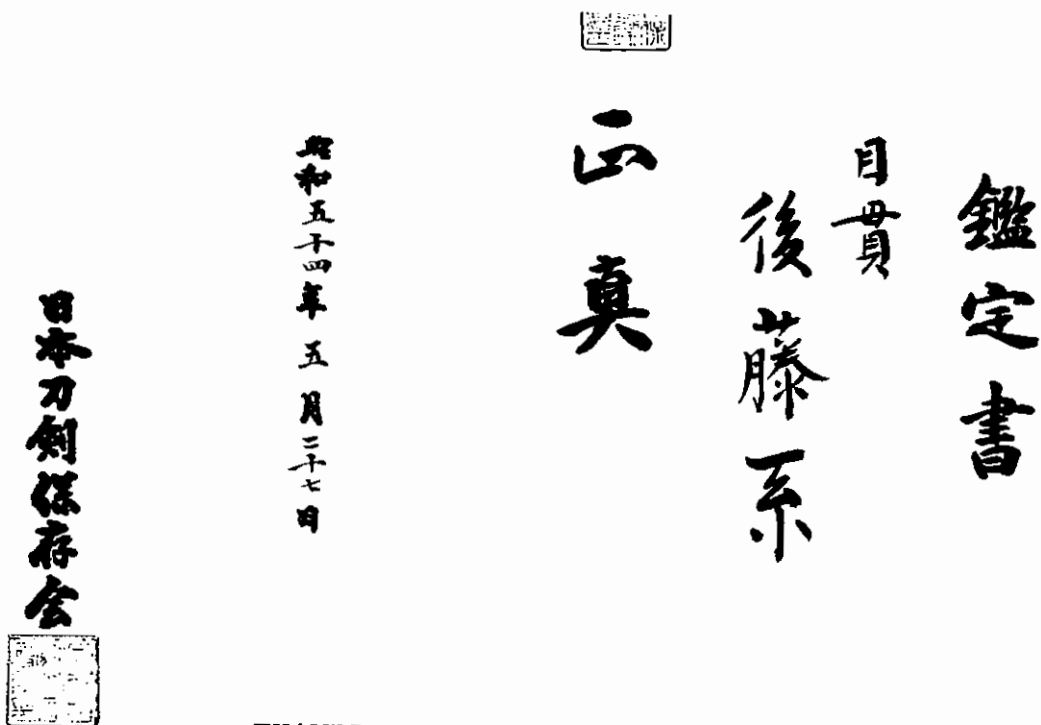 鑑定書
目貫
後藤系
正真
昭和五十四年五月二十七日
日本刀剣保存会